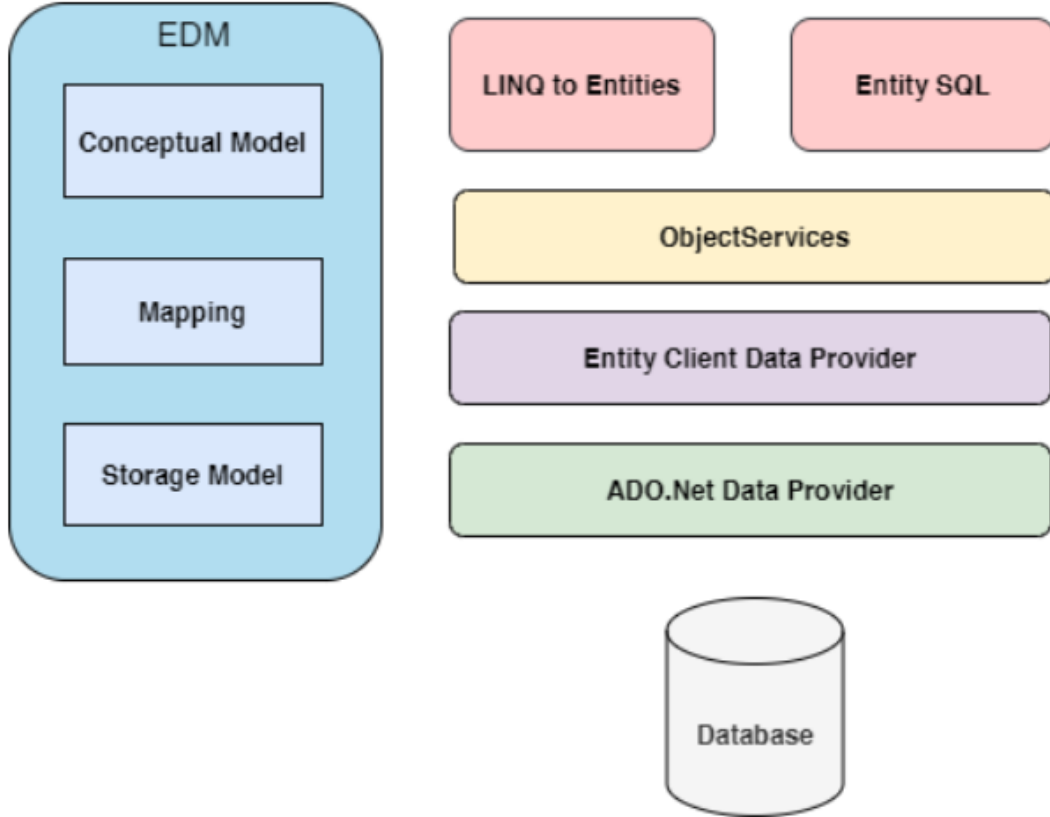 EDM
Conceptual Model
Mapping
Storage Model
LINQ to Entities
Entity SQL
ObjectServices
Entity Client Data Provider
ADO.Net Data Provider
Database